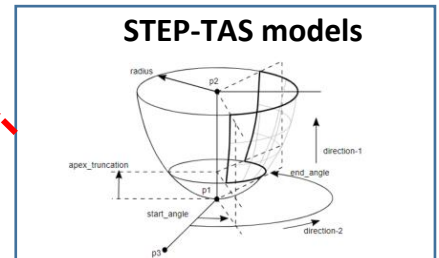 STEP-TAS models
radius
p2
direction-1
apex_truncation
end_angle
p1
start_angle
direction-2
p3